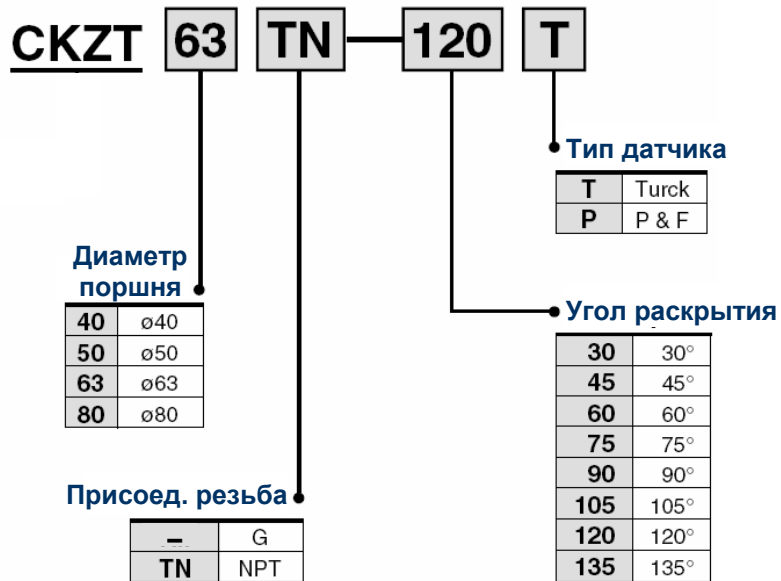 CKZT 63 TN — 120 T
Тип датчика
T Turck
P P & F
Диаметр
поршня
40 ø40
50 ø50
63 ø63
80 ø80
Угол раскрытия
30 30°
45 45°
60 60°
75 75°
90 90°
105 105°
120 120°
135 135°
Присоед. резьба
– G
TN NPT